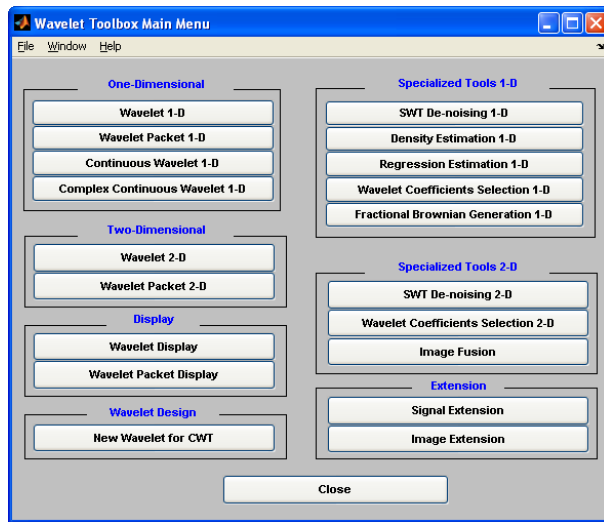 Wavelet Toolbox Main Menu
File Window Help
One-Dimensional
Wavelet 1-D
Wavelet Packet 1-D
Continuous Wavelet 1-D
Complex Continuous Wavelet 1-D
Two-Dimensional
Wavelet 2-D
Wavelet Packet 2-D
Display
Wavelet Display
Wavelet Packet Display
Wavelet Design
New Wavelet for CWT
Specialized Tools 1-D
SWT De-noising 1-D
Density Estimation 1-D
Regression Estimation 1-D
Wavelet Coefficients Selection 1-D
Fractional Brownian Generation 1-D
Specialized Tools 2-D
SWT De-noising 2-D
Wavelet Coefficients Selection 2-D
Image Fusion
Extension
Signal Extension
Image Extension
Close